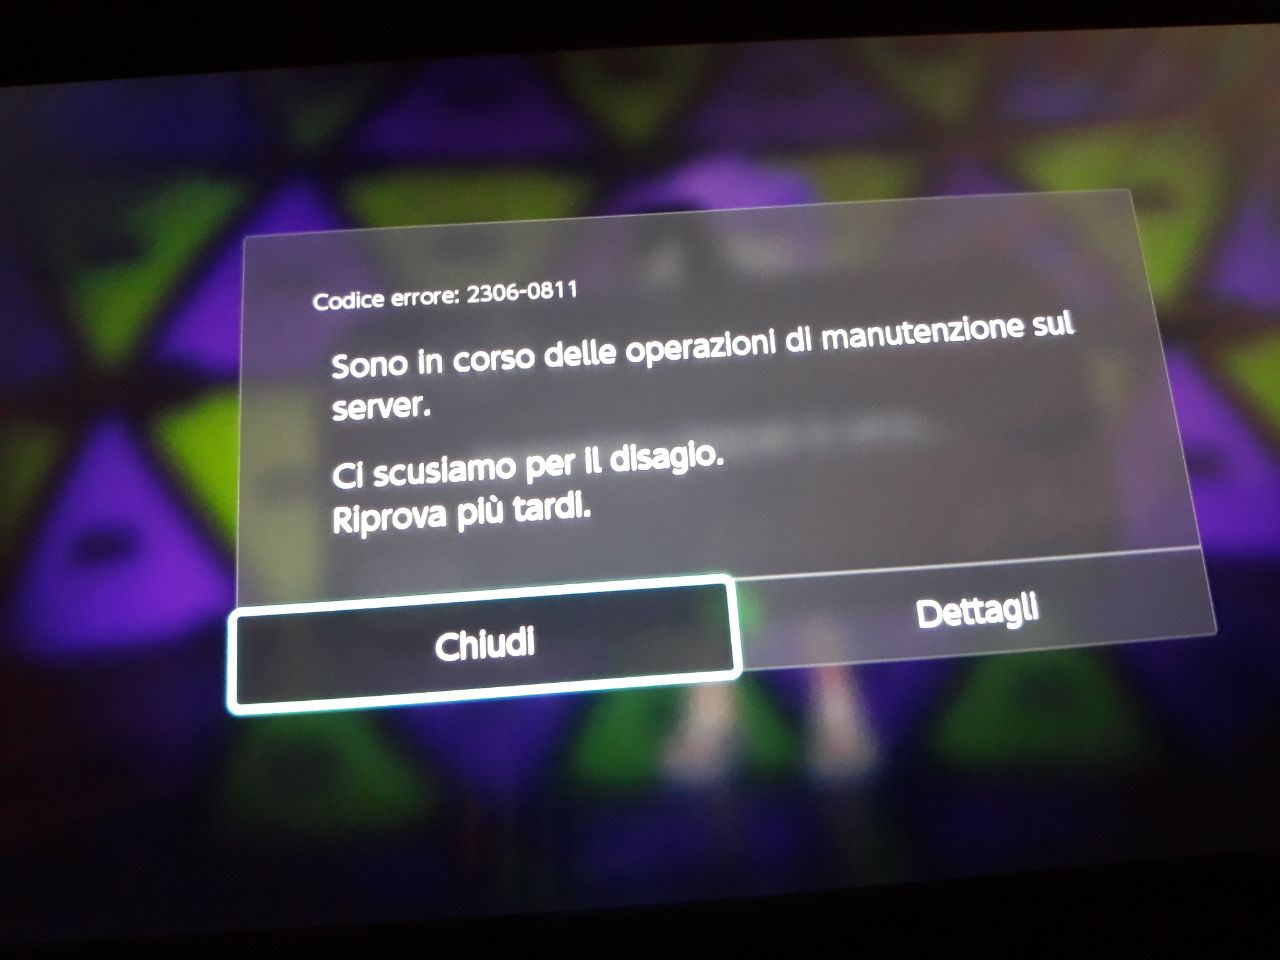 Codice errore: 2306-0811
Sono in corso delle operazioni di manutenzione sul
server.
Ci scusiamo per il disagio.
Riprova più tardi.
Chiudi
Dettagli